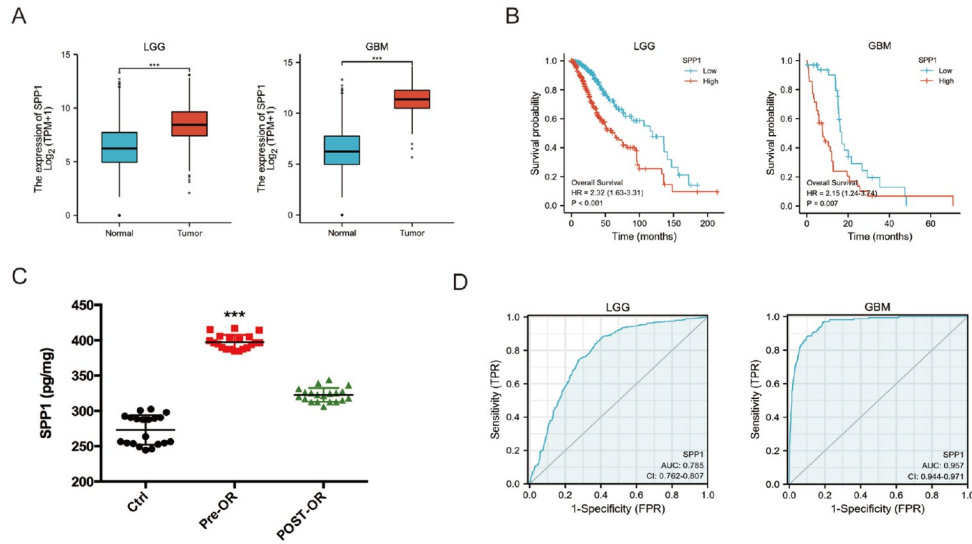 A
LGG
GBM
The expression of SPP1
Log2 (TPM+1)
15
10
5
0
***
Normal
Tumor
The expression of SPP1
Log2 (TPM+1)
15
10
5
0
***
Normal
Tumor
B
LGG
GBM
Survival probability
1.0
0.8
0.6
0.4
0.2
0.0
SPP1
Low
High
Overall Survival
HR = 2.32 (1.63-3.31)
P < 0.001
0
50
100
150
200
Time (months)
Survival probability
1.0
0.8
0.6
0.4
0.2
0.0
SPP1
Low
High
Overall Survival
HR = 2.15 (1.24-3.74)
P = 0.007
0
20
40
60
Time (months)
C
SPP1 (pg/mg)
450
400
350
300
250
200
***
Ctrl
Pre-OR
POST-OR
D
LGG
GBM
Sensitivity (TPR)
1.0
0.8
0.6
0.4
0.2
0.0
SPP1
AUC: 0.785
CI: 0.762-0.807
0.0
0.2
0.4
0.6
0.8
1.0
1-Specificity (FPR)
Sensitivity (TPR)
1.0
0.8
0.6
0.4
0.2
0.0
SPP1
AUC: 0.957
CI: 0.944-0.971
0.0
0.2
0.4
0.6
0.8
1.0
1-Specificity (FPR)